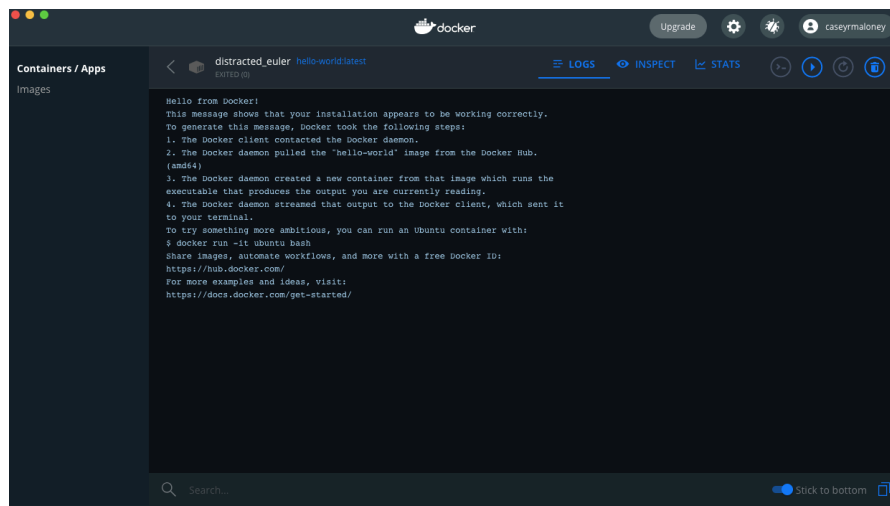 docker
Upgrade
caseyrmaloney
Containers / Apps
Images
distracted_euler hello-world:latest
EXITED (0)
LOGS
INSPECT
STATS
Hello from Docker!
This message shows that your installation appears to be working correctly.
To generate this message, Docker took the following steps:
1. The Docker client contacted the Docker daemon.
2. The Docker daemon pulled the "hello-world" image from the Docker Hub.
(amd64)
3. The Docker daemon created a new container from that image which runs the
executable that produces the output you are currently reading.
4. The Docker daemon streamed that output to the Docker client, which sent it
to your terminal.
To try something more ambitious, you can run an Ubuntu container with:
$ docker run -it ubuntu bash
Share images, automate workflows, and more with a free Docker ID:
https://hub.docker.com/
For more examples and ideas, visit:
https://docs.docker.com/get-started/
Search...
Stick to bottom